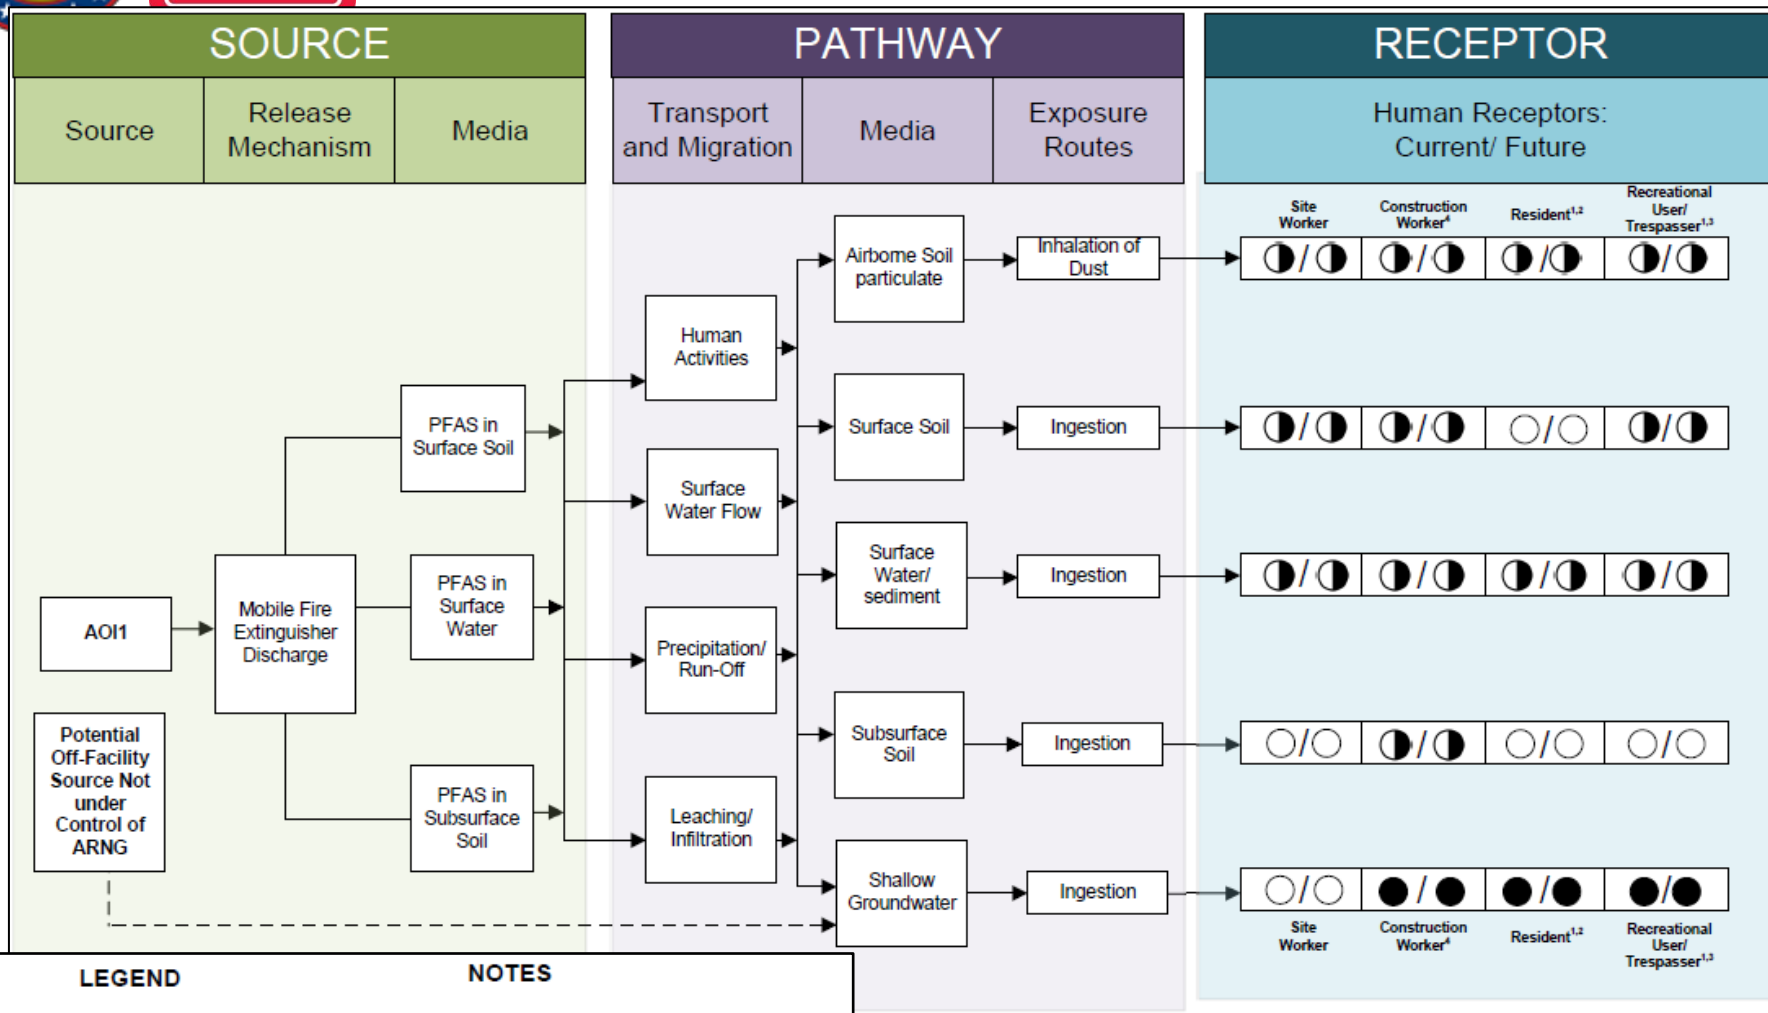 SOURCE
PATHWAY
RECEPTOR
Source
Release
Mechanism
Media
Transport
and Migration
Media
Exposure
Routes
Human Receptors:
Current/ Future
Site
Worker
Construction
Worker⁴
Resident¹,²
Recreational
User/
Trespasser¹,³
Airborne Soil
particulate
Inhalation of
Dust
/
/
/
/
Human
Activities
PFAS in
Surface Soil
Surface Soil
Ingestion
/
/
/
/
Surface
Water Flow
Surface
Water/
sediment
Ingestion
/
/
/
/
AOI1
Mobile Fire
Extinguisher
Discharge
PFAS in
Surface
Water
Precipitation/
Run-Off
Subsurface
Soil
Ingestion
/
/
/
/
Potential
Off-Facility
Source Not
under
Control of
ARNG
PFAS in
Subsurface
Soil
Leaching/
Infiltration
Shallow
Groundwater
Ingestion
/
/
/
/
Site
Worker
Construction
Worker⁴
Resident¹,²
Recreational
User/
Trespasser¹,³
LEGEND
NOTES